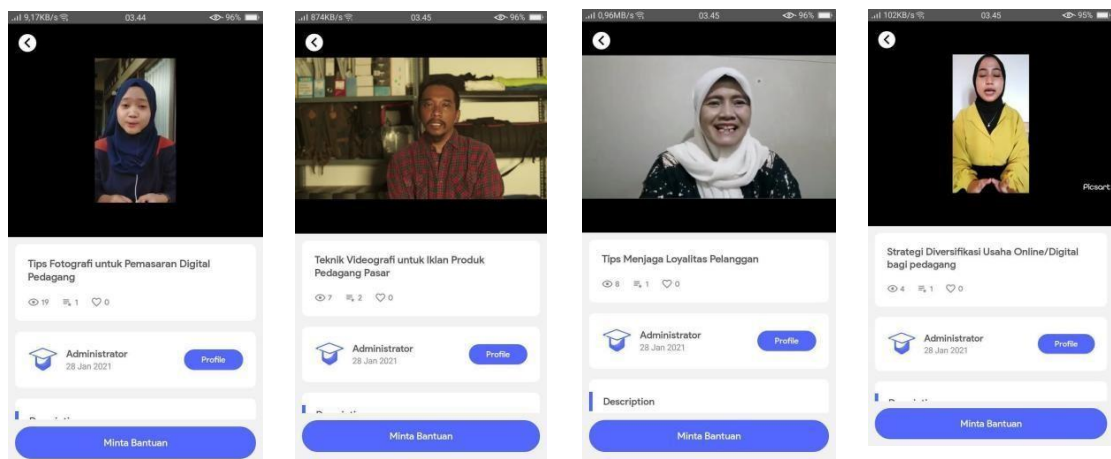 9,17KB/s 03.44 96%
Tips Fotografi untuk Pemasaran Digital
Pedagang
19 1 0
Administrator
28 Jan 2021
Profile
Minta Bantuan
874KB/s 03.45 96%
Teknik Videografi untuk Iklan Produk
Pedagang Pasar
7 2 0
Administrator
28 Jan 2021
Profile
Minta Bantuan
0,96MB/s 03.45 96%
Tips Menjaga Loyalitas Pelanggan
8 1 0
Administrator
28 Jan 2021
Profile
Description
Minta Bantuan
102KB/s 03.45 95%
Picsart
Strategi Diversifikasi Usaha Online/Digital
bagi pedagang
4 1 0
Administrator
28 Jan 2021
Profile
Minta Bantuan